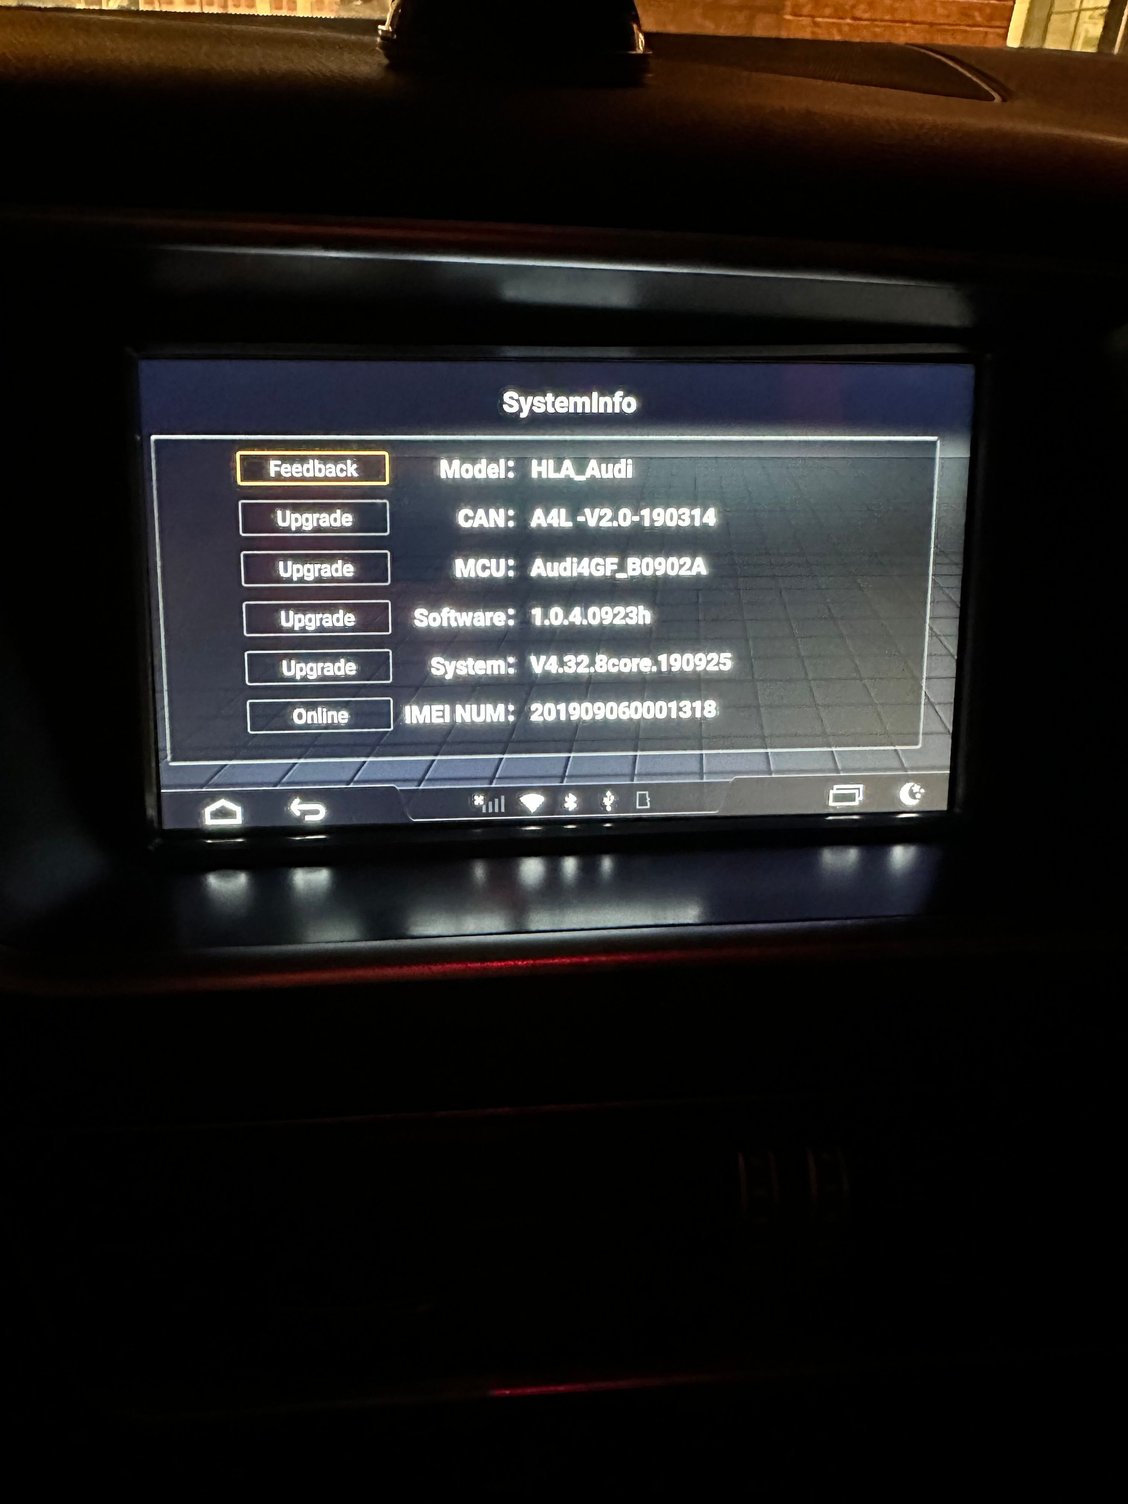 SystemInfo
Feedback Model: HLA_Audi
Upgrade CAN: A4L-V2.0-190314
Upgrade MCU: Audi4GF_B0902A
Upgrade Software: 1.0.4.0923h
Upgrade System: V4.32.8core.190925
Online IMEI NUM: 201909060001318